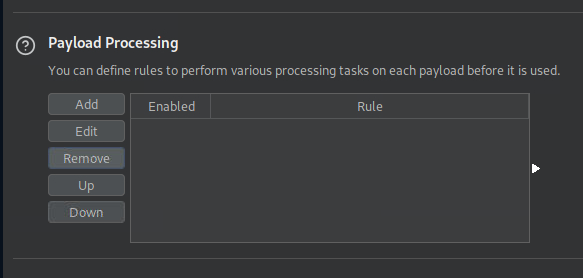 Payload Processing
You can define rules to perform various processing tasks on each payload before it is used.
Add
Enabled
Rule
Edit
Remove
Up
Down